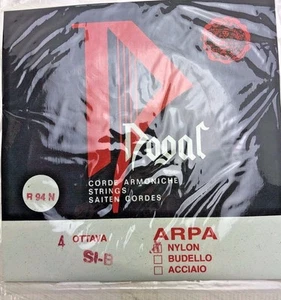 Dogal
CORDE ARMONICHE
STRINGS
SAITEN CORDES
R 94 N
4 OTTAVA
SI-B
ARPA
NYLON
BUDELLO
ACCIAIO